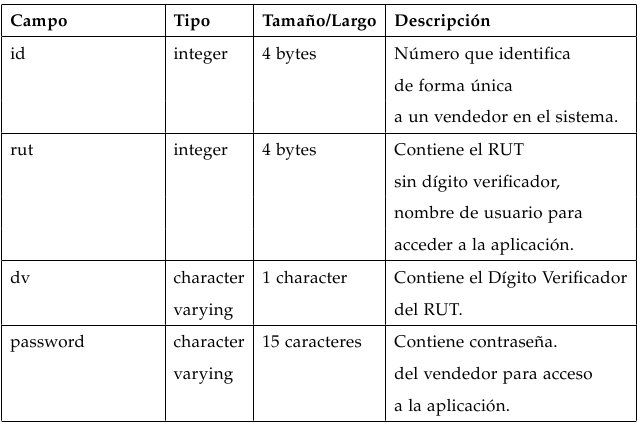 Campo Tipo Tamaño/Largo Descripción
id integer 4 bytes Número que identifica
de forma única
a un vendedor en el sistema.
rut integer 4 bytes Contiene el RUT
sin dígito verificador,
nombre de usuario para
acceder a la aplicación.
dv character 1 character Contiene el Dígito Verificador
varying del RUT.
password character 15 caracteres Contiene contraseña.
varying del vendedor para acceso
a la aplicación.